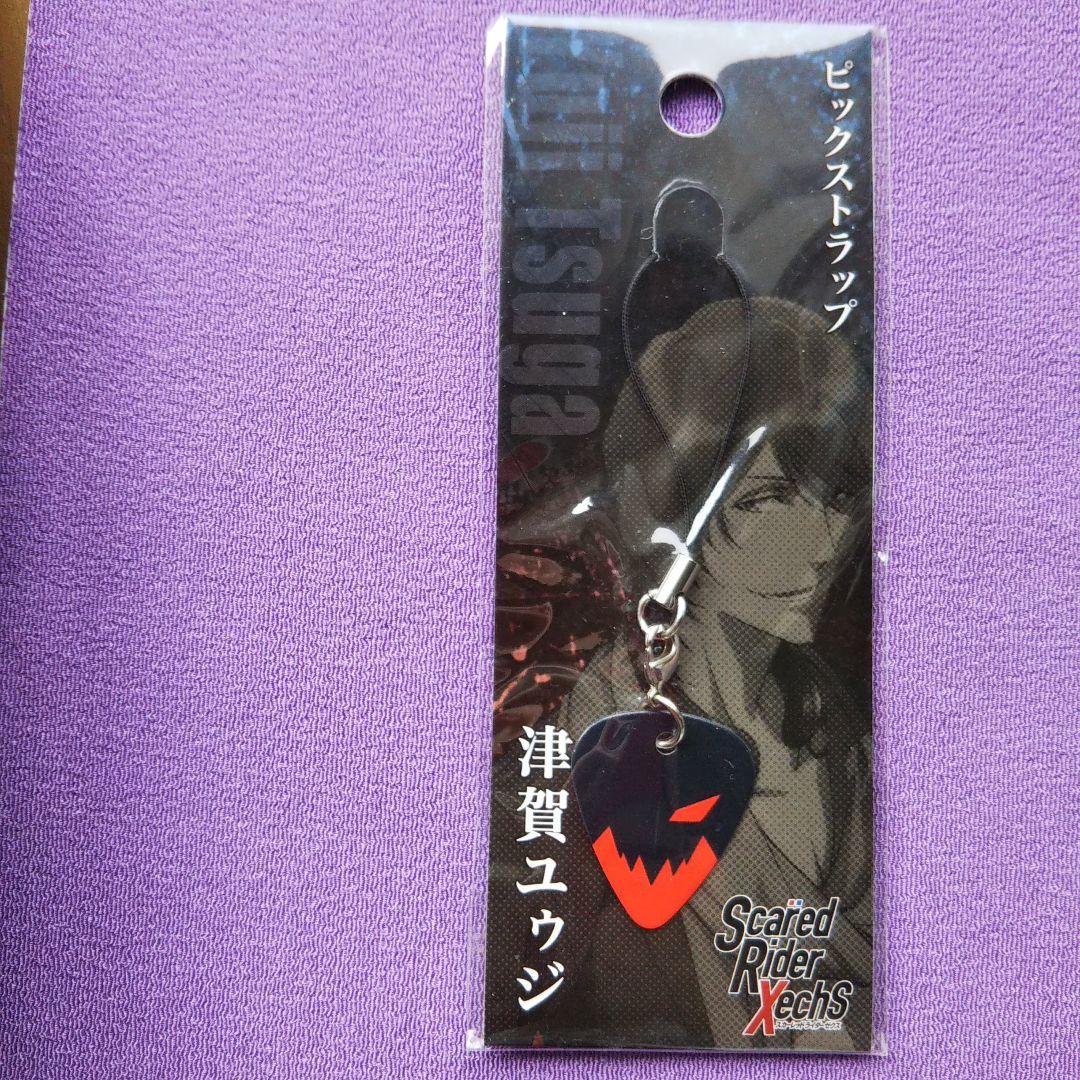 ピックストラップ
Yuji Tsuga
津賀ユゥジ
Scared
Rider
Xechs
スカーレッドライダーゼクス